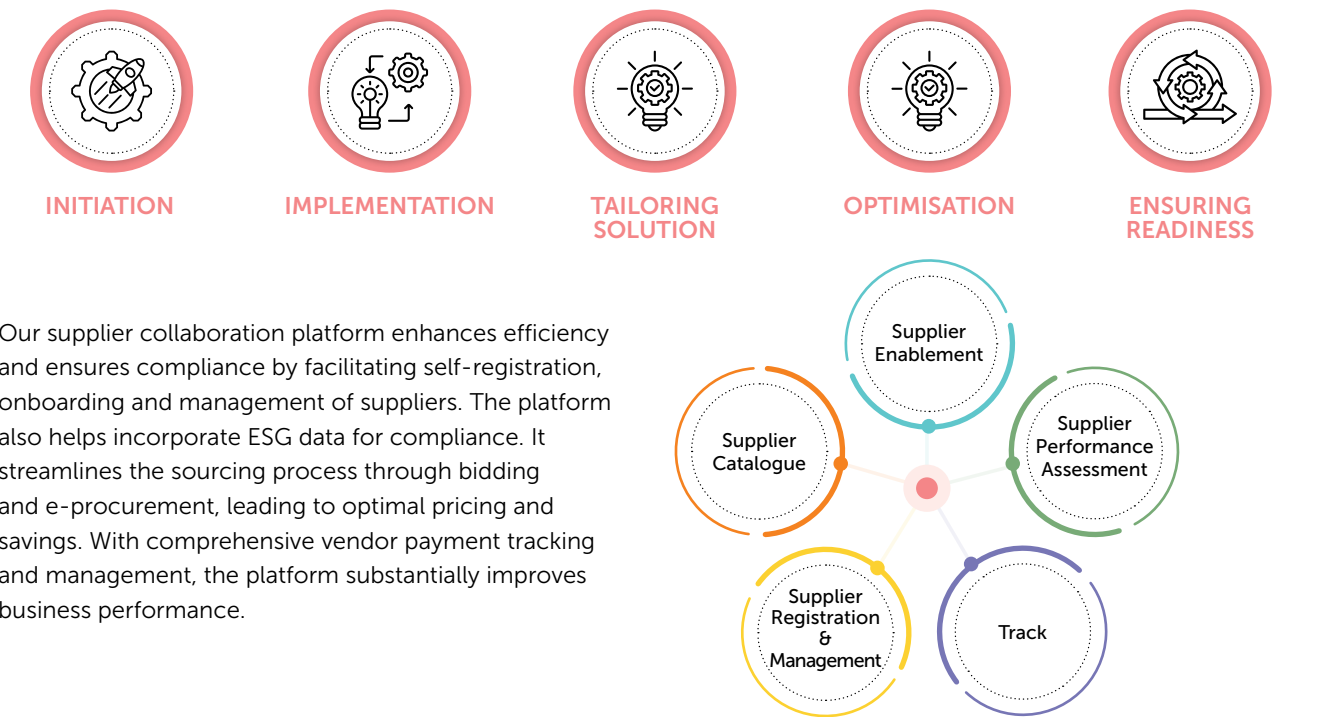 INITIATION
IMPLEMENTATION
TAILORING
SOLUTION
OPTIMISATION
ENSURING
READINESS
Our supplier collaboration platform enhances efficiency
and ensures compliance by facilitating self-registration,
onboarding and management of suppliers. The platform
also helps incorporate ESG data for compliance. It
streamlines the sourcing process through bidding
and e-procurement, leading to optimal pricing and
savings. With comprehensive vendor payment tracking
and management, the platform substantially improves
business performance.
Supplier
Enablement
Supplier
Performance
Assessment
Track
Supplier
Registration
&
Management
Supplier
Catalogue